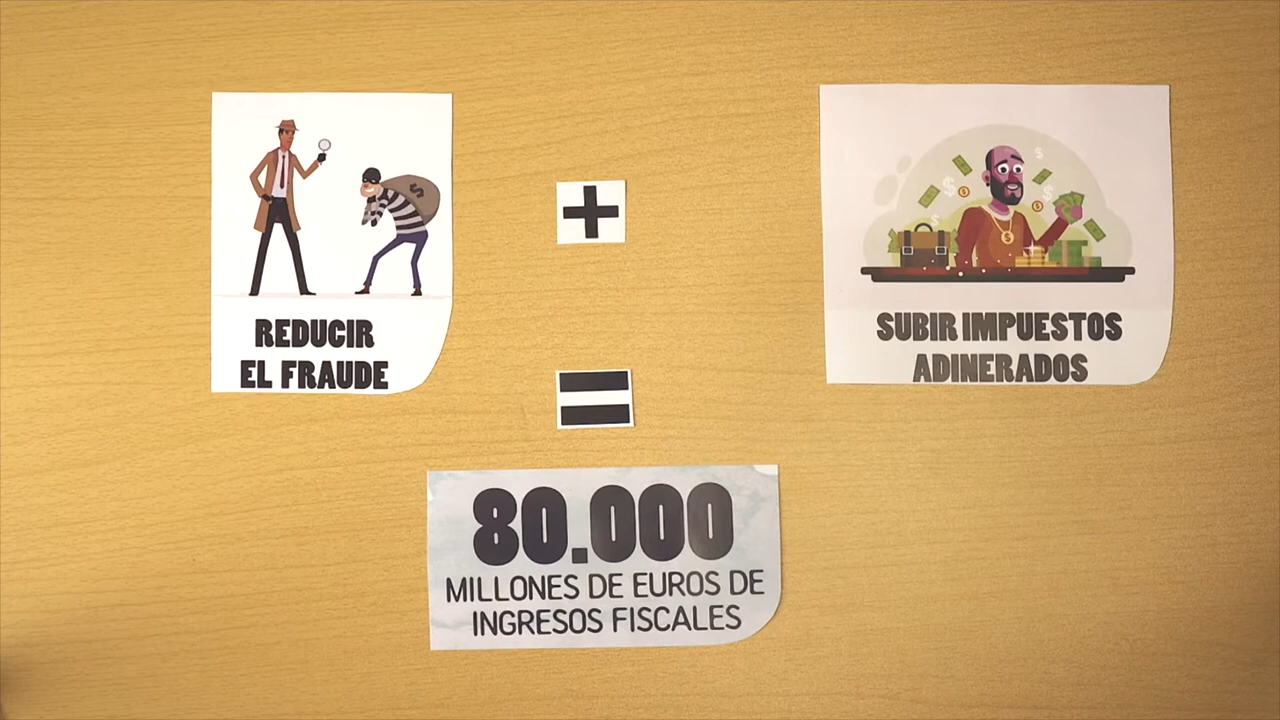 REDUCIR
EL FRAUDE
+
SUBIR IMPUESTOS
ADINERADOS
=
80.000
MILLONES DE EUROS DE
INGRESOS FISCALES